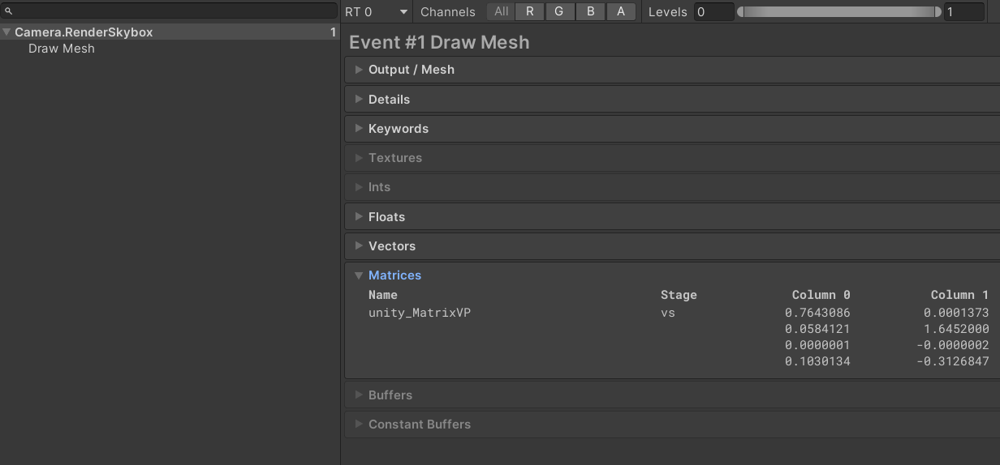 RT 0 Channels All R G B A Levels 0 1
Camera.RenderSkybox 1
Draw Mesh
Event #1 Draw Mesh
Output / Mesh
Details
Keywords
Textures
Ints
Floats
Vectors
Matrices
Name Stage Column 0 Column 1
unity_MatrixVP vs 0.7643086 0.0001373
0.0584121 1.6452000
0.0000001 -0.0000002
0.1030134 -0.3126847
Buffers
Constant Buffers